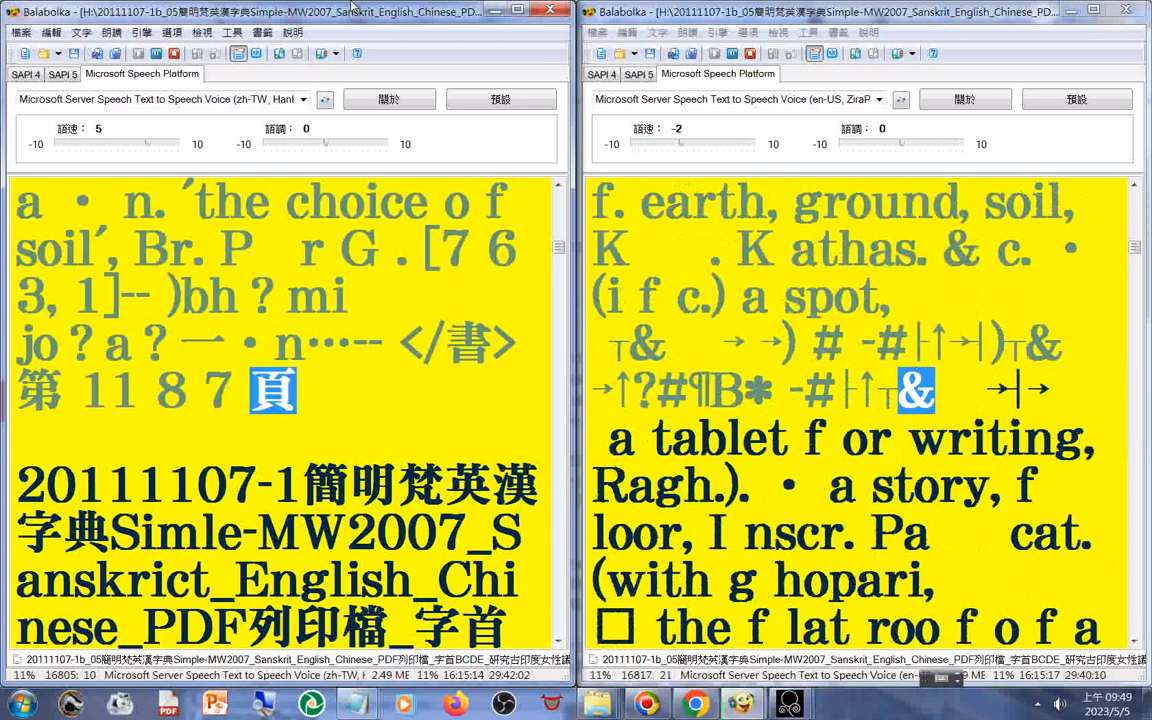 Balabolka - [H:\20111107-1b_05簡明梵英漢字典Simple-MW2007_Sanskrit_English_Chinese_PD...
檔案 編輯 文字 朗讀 引擎 選項 檢視 工具 書籤 說明
SAPI 4 SAPI 5 Microsoft Speech Platform
Microsoft Server Speech Text to Speech Voice (zh-TW, HanH
關於 預設
語速： 5 語調： 0
-10 10 -10 10
a • n. ′the choice o f
soil′, Br. P r G . [7 6
3, 1]-- )bh ? mi
jo ? a ? 一 • n…-- </書>
第 11 8 7 頁
20111107-1簡明梵英漢
字典Simle-MW2007_S
anskrict_English_Chi
nese_PDF列印檔_字首
20111107-1b_05簡明梵英漢字典Simple-MW2007_Sanskrit_English_Chinese_PDF列印檔_字首BCDE_研究古印度女性議
11% 16805: 10 Microsoft Server Speech Text to Speech Voice (zh-TW, H 2.49 MB 11% 16:15:14 29:42:02
Balabolka - [H:\20111107-1b_05簡明梵英漢字典Simple-MW2007_Sanskrit_English_Chinese_PD...
檔案 編輯 文字 朗讀 引擎 選項 檢視 工具 書籤 說明
SAPI 4 SAPI 5 Microsoft Speech Platform
Microsoft Server Speech Text to Speech Voice (en-US, ZiraP
關於 預設
語速： -2 語調： 0
-10 10 -10 10
f. earth, ground, soil,
K . K athas. & c. •
(i f c.) a spot,
┬& → →) # -#├↑→┤)┬&
→↑?#¶B✱ -#├↑┬& →┤→
a tablet f or writing,
Ragh.). • a story, f
loor, I nscr. Pa cat.
(with g hopari,
□ the f lat roo f o f a
20111107-1b_05簡明梵英漢字典Simple-MW2007_Sanskrit_English_Chinese_PDF列印檔_字首BCDE_研究古印度女性議
11% 16817 21 Microsoft Server Speech Text to Speech Voice (en-U 11% 16:15:17 29:40:10
上午 09:49
2023/5/5